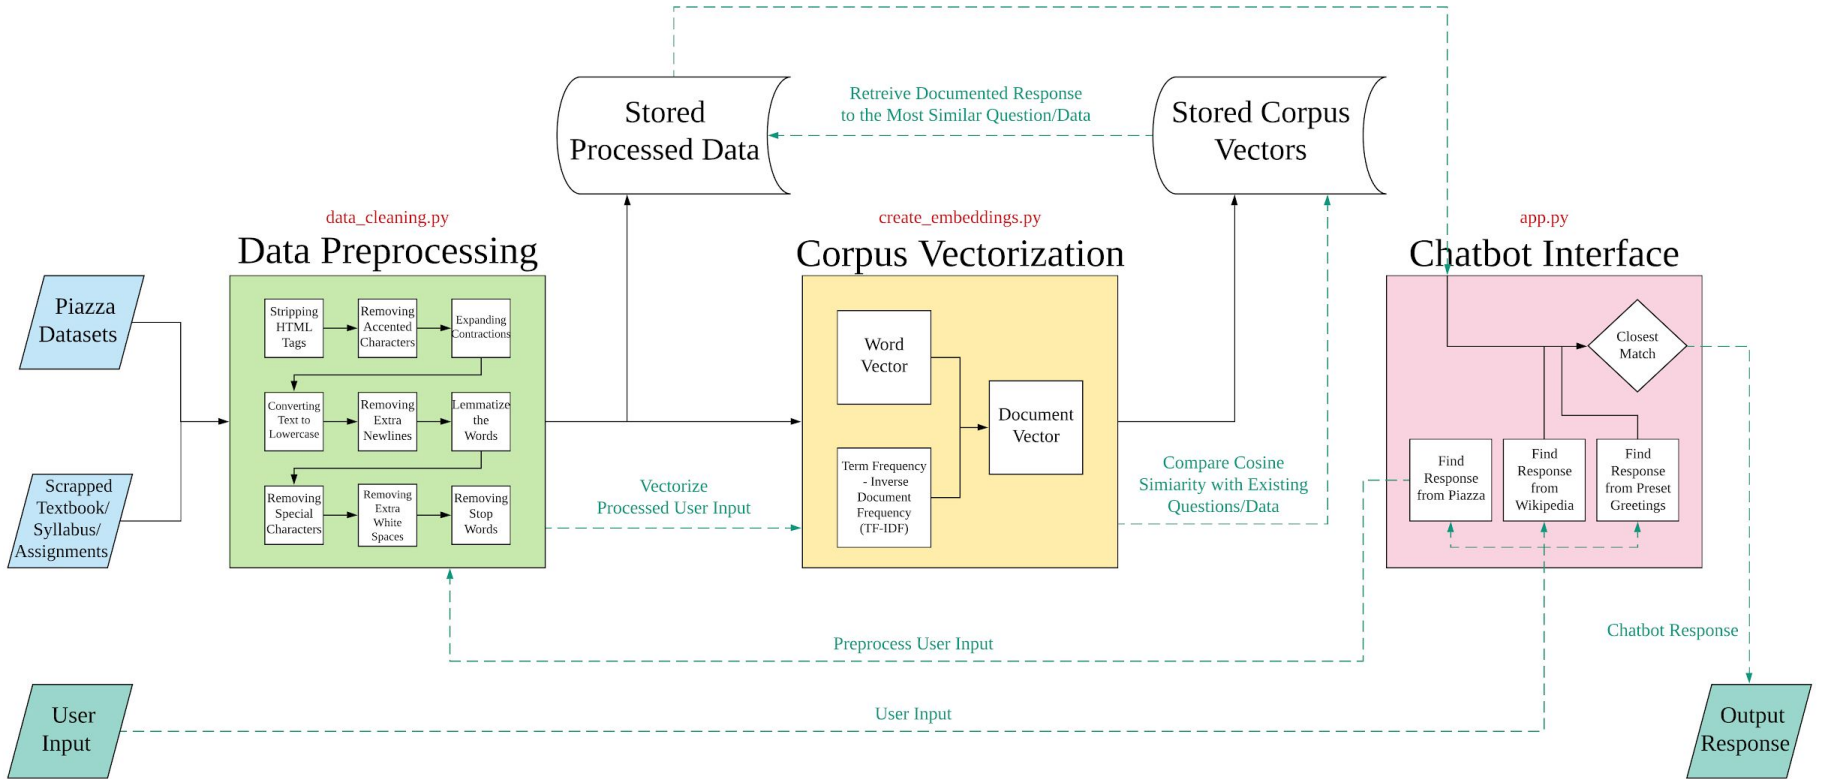 Stored
Processed Data
Retreive Documented Response
to the Most Similar Question/Data
Stored Corpus
Vectors
data_cleaning.py
Data Preprocessing
create_embeddings.py
Corpus Vectorization
app.py
Chatbot Interface
Piazza
Datasets
Scrapped
Textbook/
Syllabus/
Assignments
Stripping
HTML
Tags
Removing
Accented
Characters
Expanding
Contractions
Converting
Text to
Lowercase
Removing
Extra
Newlines
Lemmatize
the
Words
Removing
Special
Characters
Removing
Extra
White
Spaces
Removing
Stop
Words
Vectorize
Processed User Input
Word
Vector
Term Frequency
- Inverse
Document
Frequency
(TF-IDF)
Document
Vector
Compare Cosine
Simiarity with Existing
Questions/Data
Closest
Match
Find
Response
from Piazza
Find
Response
from
Wikipedia
Find
Response
from Preset
Greetings
Preprocess User Input
Chatbot Response
User
Input
User Input
Output
Response